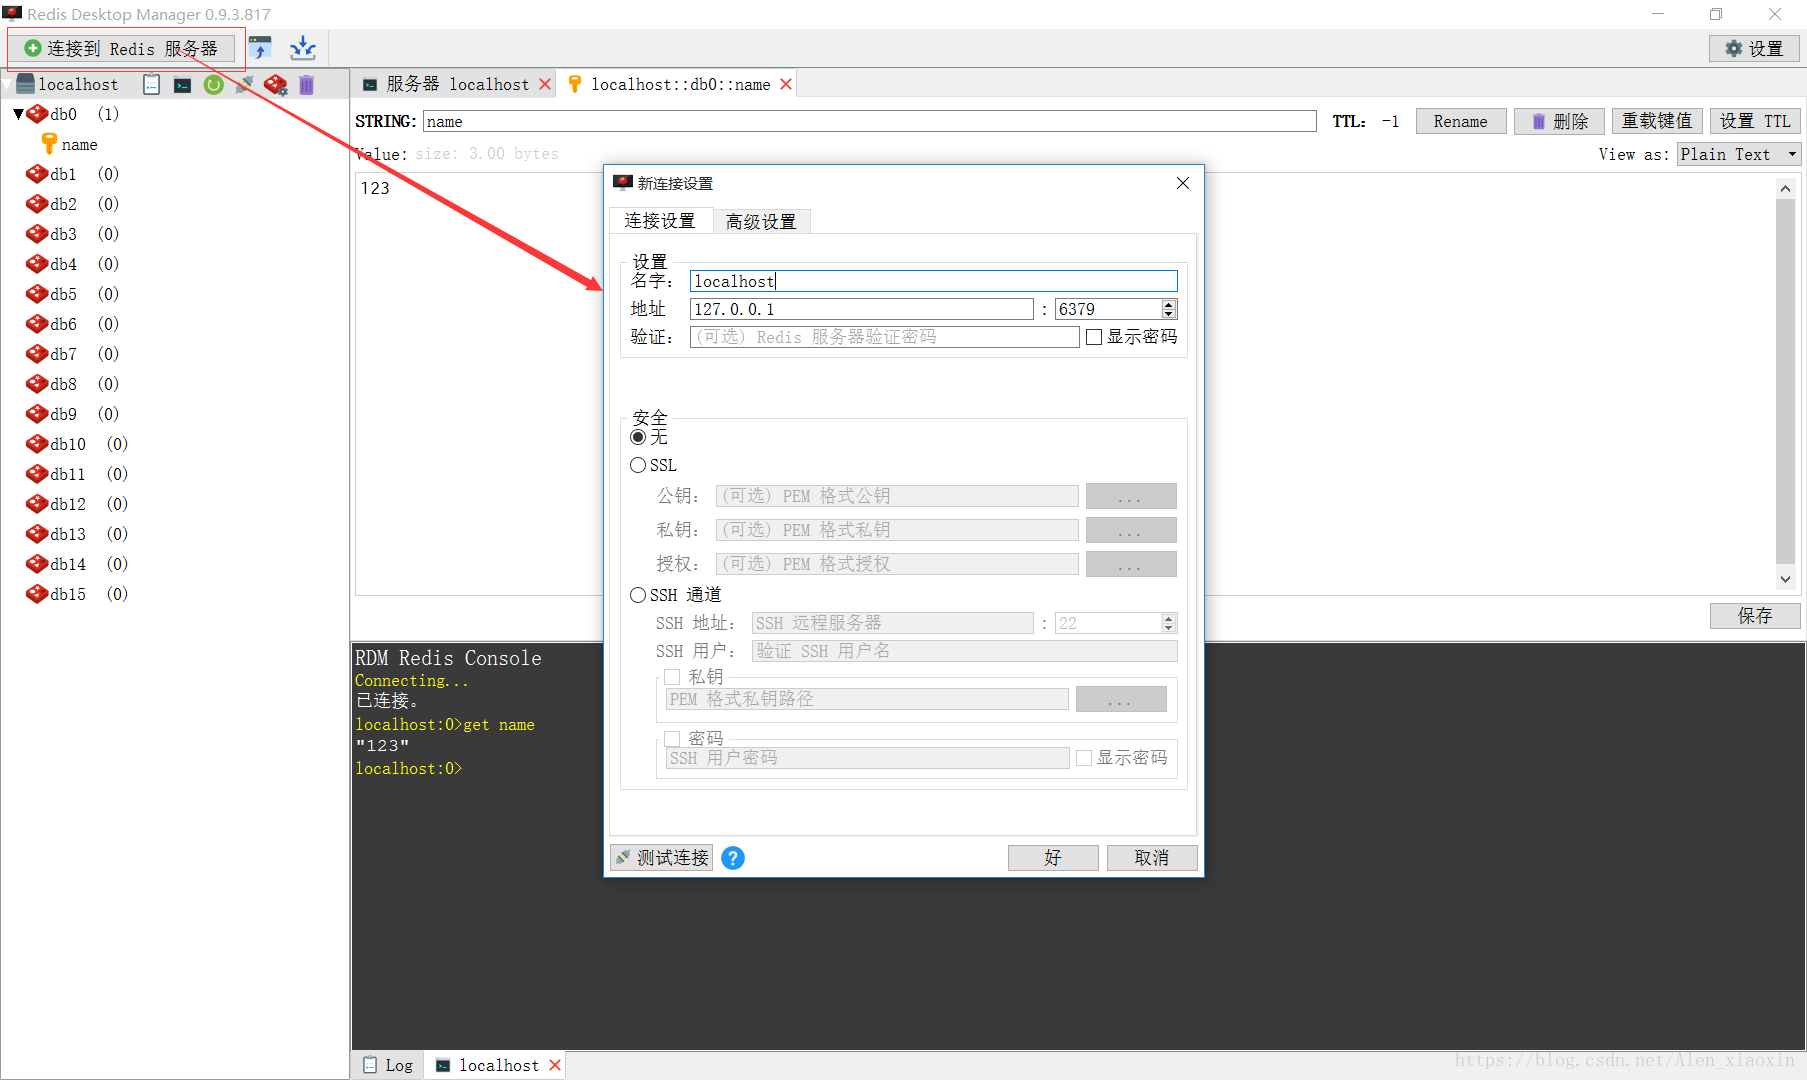 Redis Desktop Manager 0.9.3.817
连接到 Redis 服务器
设置
localhost
服务器 localhost
localhost::db0::name
db0 (1)
name
db1 (0)
db2 (0)
db3 (0)
db4 (0)
db5 (0)
db6 (0)
db7 (0)
db8 (0)
db9 (0)
db10 (0)
db11 (0)
db12 (0)
db13 (0)
db14 (0)
db15 (0)
STRING: name
TTL: -1
Rename
删除
重载键值
设置 TTL
Value: size: 3.00 bytes
View as: Plain Text
123
保存
新连接设置
连接设置
高级设置
设置
名字: localhost
地址 127.0.0.1 : 6379
验证: (可选) Redis 服务器验证密码 显示密码
安全
无
SSL
公钥: (可选) PEM 格式公钥 ...
私钥: (可选) PEM 格式私钥 ...
授权: (可选) PEM 格式授权 ...
SSH 通道
SSH 地址: SSH 远程服务器 : 22
SSH 用户: 验证 SSH 用户名
私钥
PEM 格式私钥路径 ...
密码
SSH 用户密码 显示密码
测试连接 ?
好
取消
RDM Redis Console
Connecting...
已连接。
localhost:0>get name
"123"
localhost:0>
Log
localhost
https://blog.csdn.net/Alen_xiaoxin